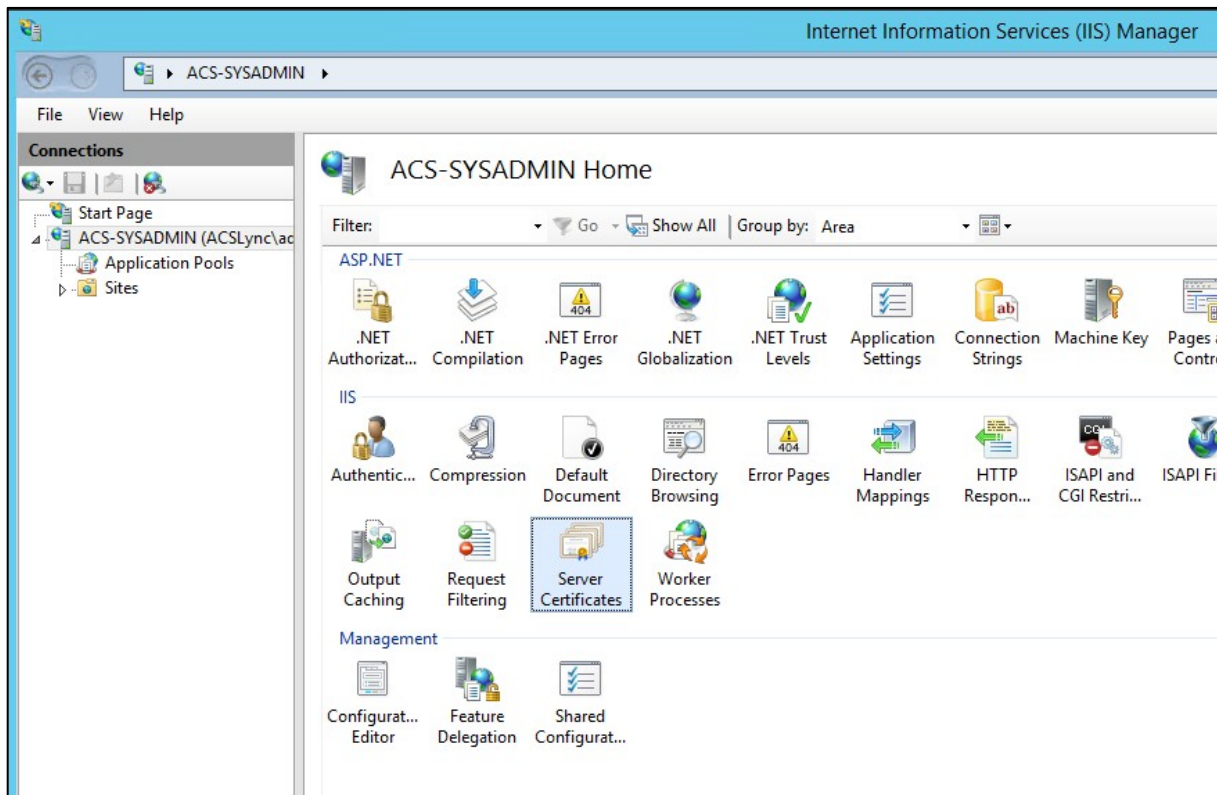 Internet Information Services (IIS) Manager
ACS-SYSADMIN
File View Help
Connections
Start Page
ACS-SYSADMIN (ACSLync\ad
Application Pools
Sites
ACS-SYSADMIN Home
Filter: Go Show All Group by: Area
ASP.NET
.NET .NET .NET Error .NET .NET Trust Application Connection Machine Key Pages
Authorizat... Compilation Pages Globalization Levels Settings Strings Contr
IIS
Authentic... Compression Default Directory Error Pages Handler HTTP ISAPI and ISAPI Fi
Document Browsing Mappings Respon... CGI Restri...
Output Request Server Worker
Caching Filtering Certificates Processes
Management
Configurat... Feature Shared
Editor Delegation Configurat...